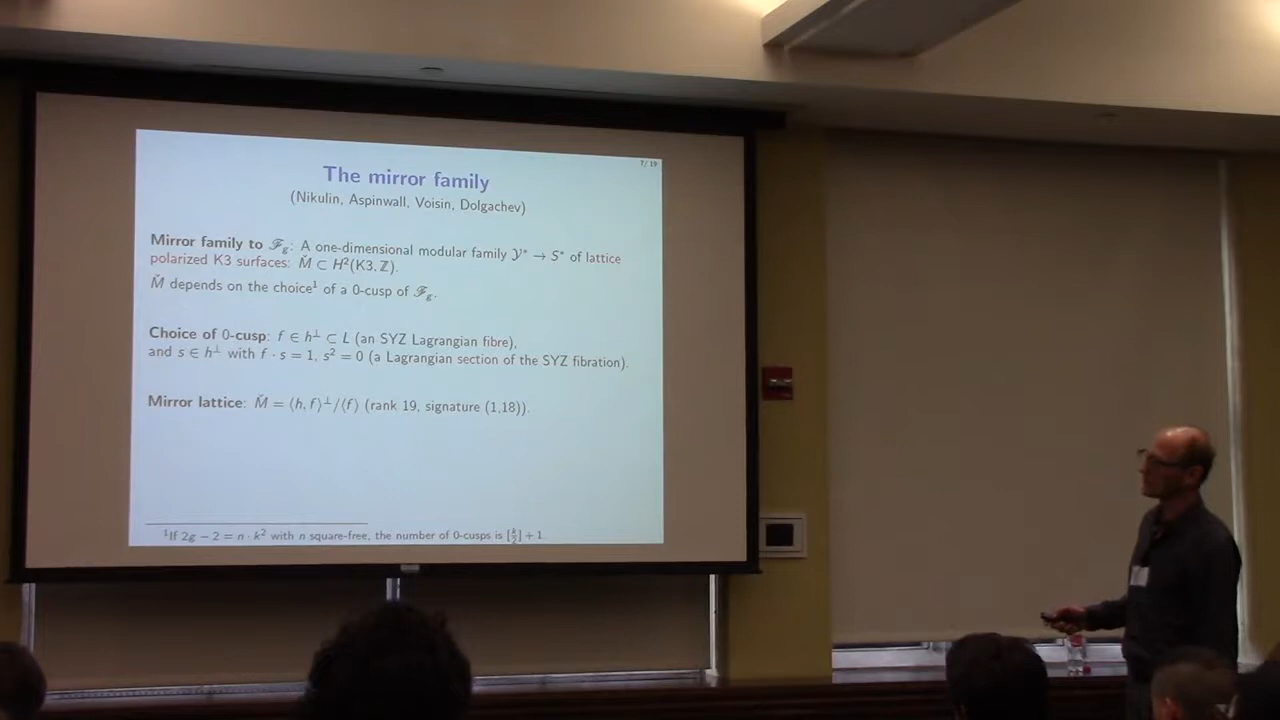 7/ 19
The mirror family
(Nikulin, Aspinwall, Voisin, Dolgachev)
Mirror family to ℱg: A one-dimensional modular family 𝒴* → S* of lattice
polarized K3 surfaces: M̌ ⊂ H²(K3, ℤ).
M̌ depends on the choice¹ of a 0-cusp of ℱg.
Choice of 0-cusp: f ∈ h⊥ ⊂ L (an SYZ Lagrangian fibre),
and s ∈ h⊥ with f · s = 1, s² = 0 (a Lagrangian section of the SYZ fibration).
Mirror lattice: M̌ = ⟨h, f⟩⊥/⟨f⟩ (rank 19, signature (1,18)).
¹If 2g − 2 = n · k² with n square-free, the number of 0-cusps is [k/2] + 1.